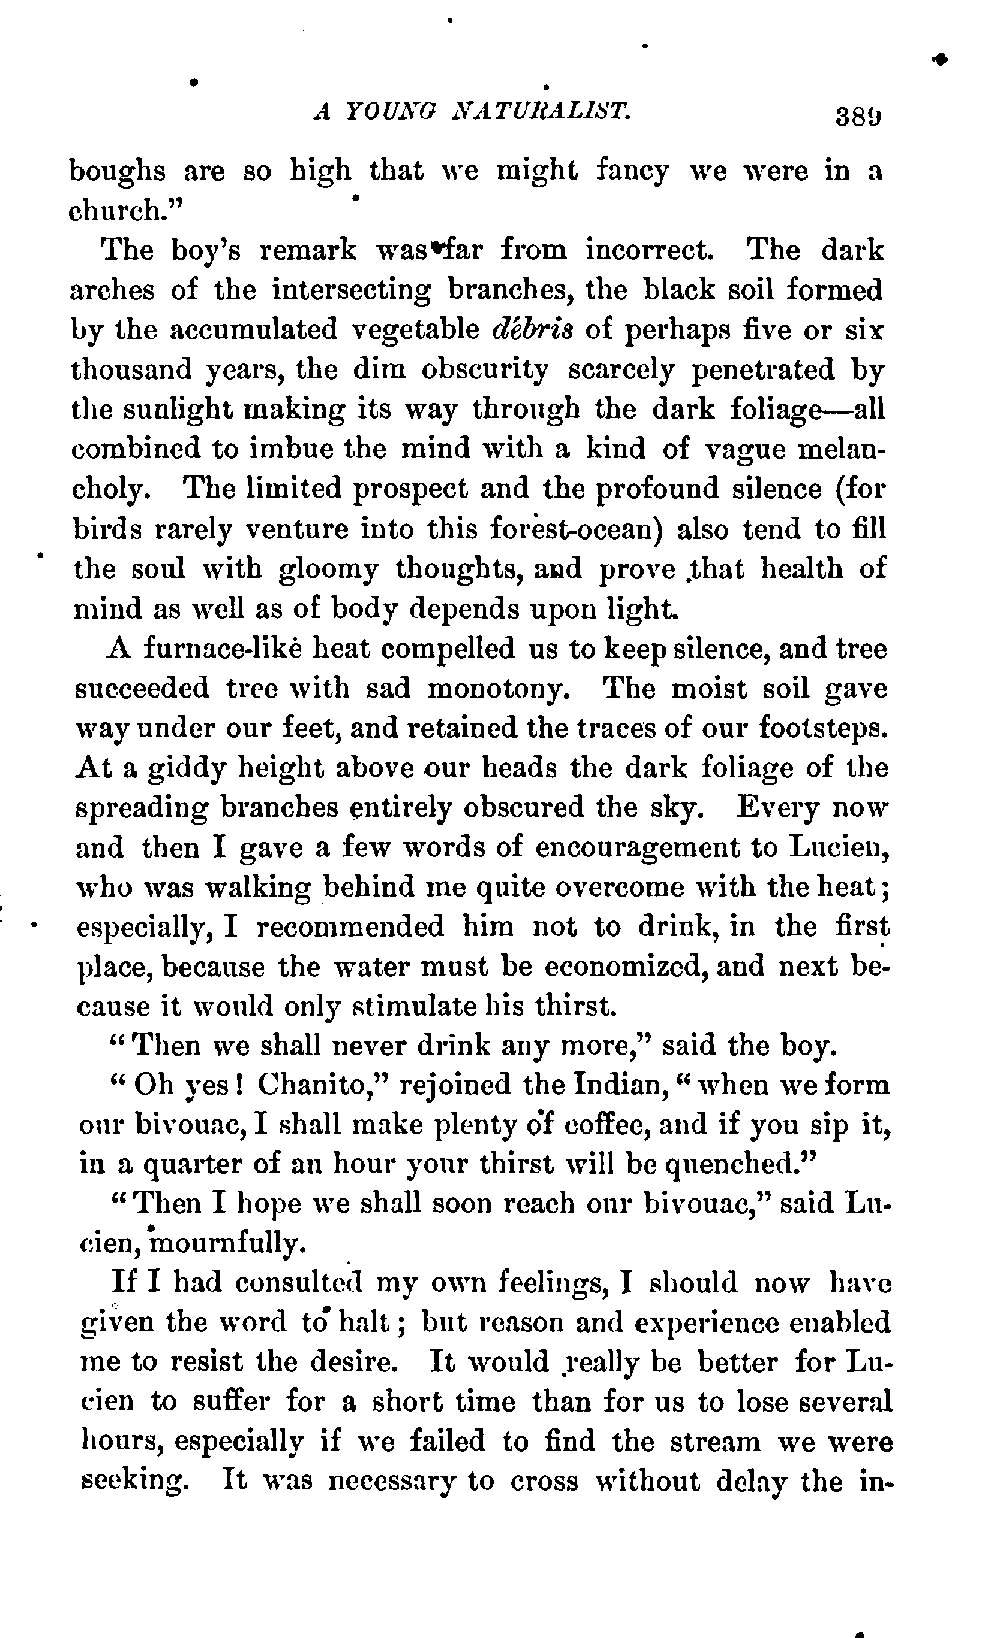 A YOUNG NATURALIST. 389
boughs are so high that we might fancy we were in a
church."
The boy's remark was far from incorrect. The dark
arches of the intersecting branches, the black soil formed
by the accumulated vegetable débris of perhaps five or six
thousand years, the dim obscurity scarcely penetrated by
the sunlight making its way through the dark foliage—all
combined to imbue the mind with a kind of vague melan-
choly. The limited prospect and the profound silence (for
birds rarely venture into this forest-ocean) also tend to fill
the soul with gloomy thoughts, and prove that health of
mind as well as of body depends upon light.
A furnace-like heat compelled us to keep silence, and tree
succeeded tree with sad monotony. The moist soil gave
way under our feet, and retained the traces of our footsteps.
At a giddy height above our heads the dark foliage of the
spreading branches entirely obscured the sky. Every now
and then I gave a few words of encouragement to Lucien,
who was walking behind me quite overcome with the heat;
especially, I recommended him not to drink, in the first
place, because the water must be economized, and next be-
cause it would only stimulate his thirst.
"Then we shall never drink any more," said the boy.
"Oh yes! Chanito," rejoined the Indian, "when we form
our bivouac, I shall make plenty of coffee, and if you sip it,
in a quarter of an hour your thirst will be quenched."
"Then I hope we shall soon reach our bivouac," said Lu-
cien, mournfully.
If I had consulted my own feelings, I should now have
given the word to halt; but reason and experience enabled
me to resist the desire. It would really be better for Lu-
cien to suffer for a short time than for us to lose several
hours, especially if we failed to find the stream we were
seeking. It was necessary to cross without delay the in-